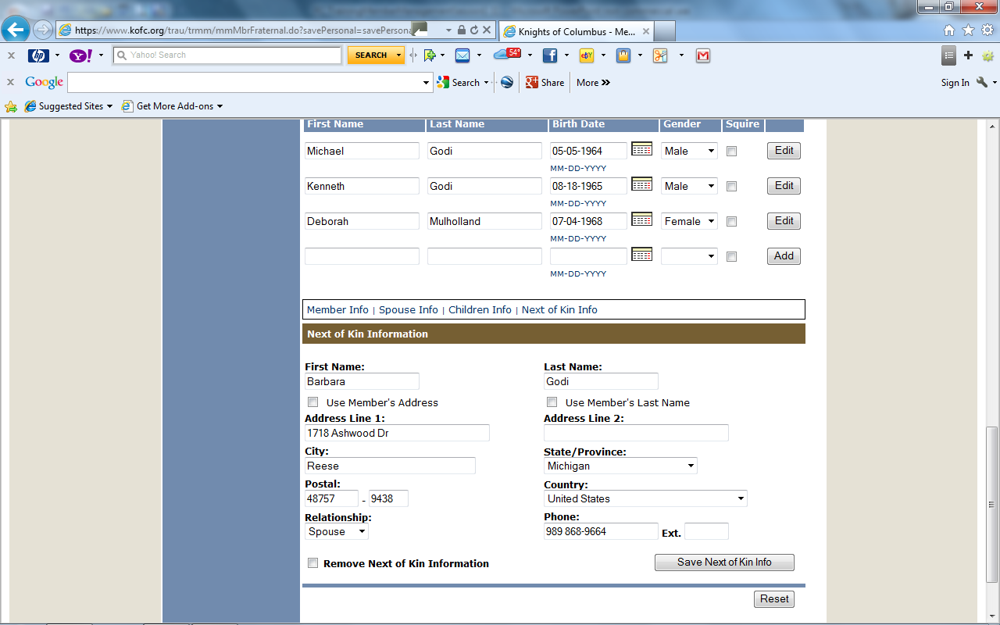 https://www.kofc.org/trau/trmm/mmMbrFraternal.do?savePersonal=savePersona
Knights of Columbus - Me...
Yahoo! Search SEARCH 54° eBY
Google Search Share More » Sign In
Suggested Sites Get More Add-ons
First Name Last Name Birth Date Gender Squire
Michael Godi 05-05-1964 Male Edit
MM-DD-YYYY
Kenneth Godi 08-18-1965 Male Edit
MM-DD-YYYY
Deborah Mulholland 07-04-1968 Female Edit
MM-DD-YYYY
Add
MM-DD-YYYY
Member Info | Spouse Info | Children Info | Next of Kin Info
Next of Kin Information
First Name: Last Name:
Barbara Godi
Use Member's Address Use Member's Last Name
Address Line 1: Address Line 2:
1718 Ashwood Dr
City: State/Province:
Reese Michigan
Postal: Country:
48757 - 9438 United States
Relationship: Phone:
Spouse 989 868-9664 Ext.
Remove Next of Kin Information Save Next of Kin Info
Reset